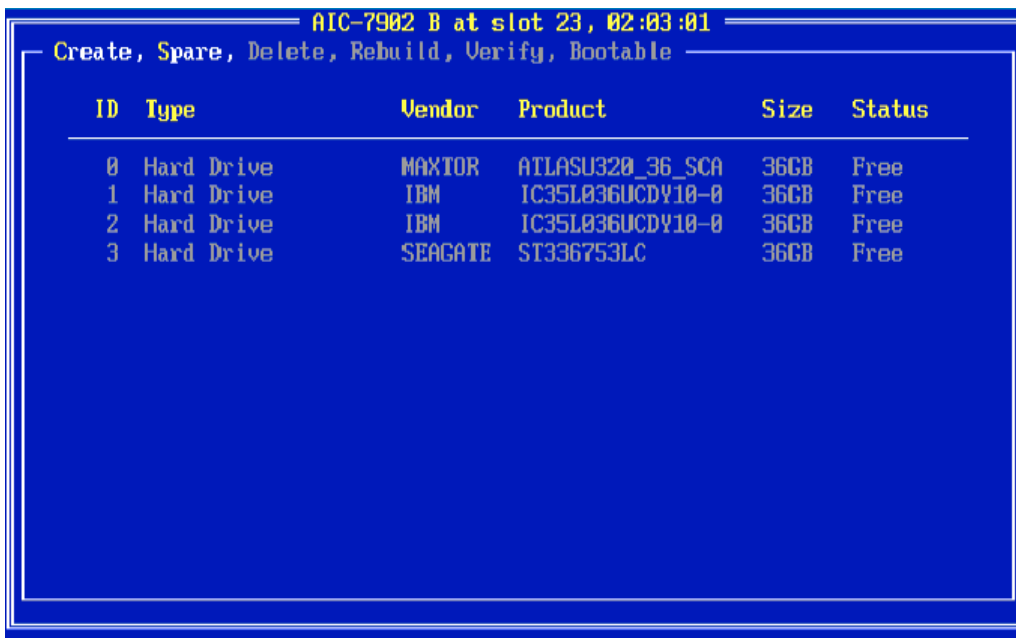 AIC-7902 B at slot 23, 02:03:01
Create, Spare, Delete, Rebuild, Verify, Bootable
ID Type Vendor Product Size Status
0 Hard Drive MAXTOR ATLASU320_36_SCA 36GB Free
1 Hard Drive IBM IC35L036UCDY10-0 36GB Free
2 Hard Drive IBM IC35L036UCDY10-0 36GB Free
3 Hard Drive SEAGATE ST336753LC 36GB Free